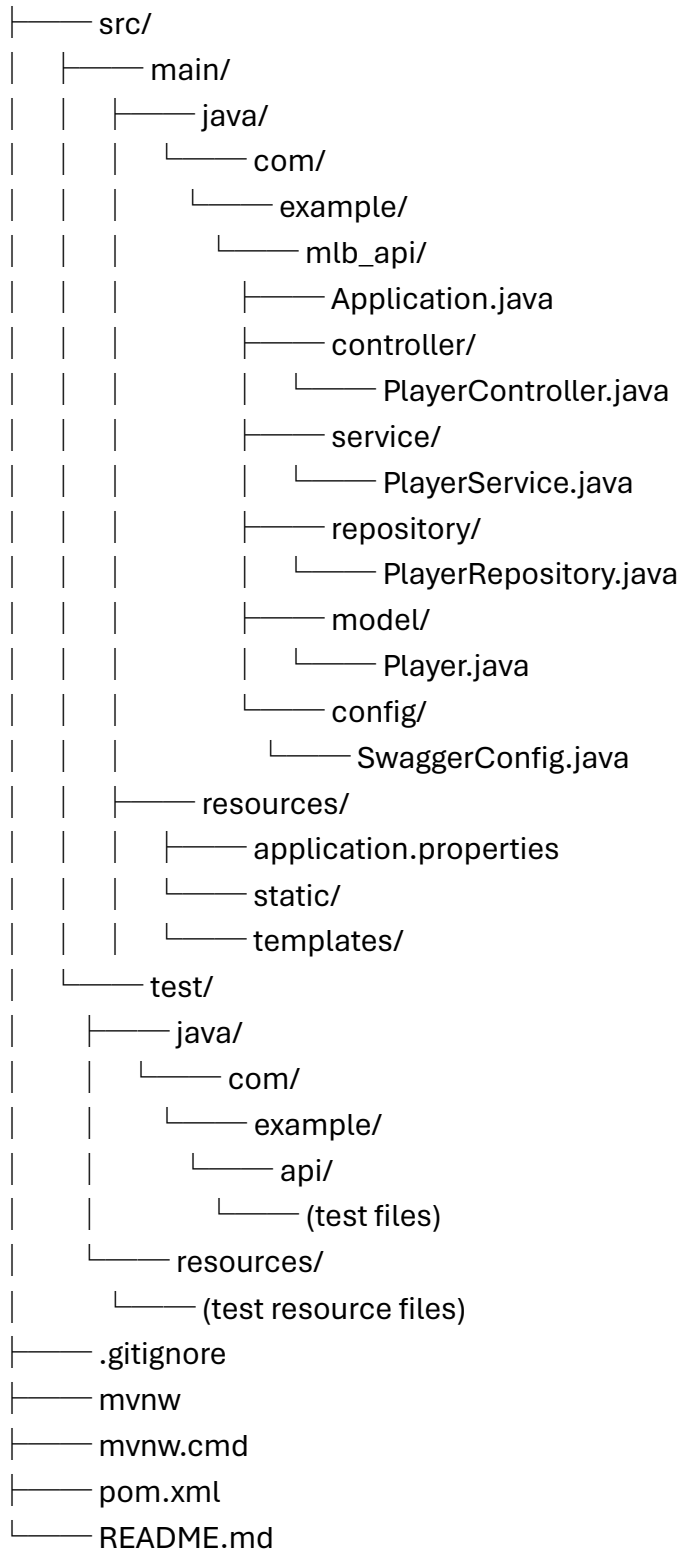 ├── src/
│ ├── main/
│ │ ├── java/
│ │ │ └── com/
│ │ │ └── example/
│ │ │ └── mlb_api/
│ │ │ ├── Application.java
│ │ │ ├── controller/
│ │ │ │ └── PlayerController.java
│ │ │ ├── service/
│ │ │ │ └── PlayerService.java
│ │ │ ├── repository/
│ │ │ │ └── PlayerRepository.java
│ │ │ ├── model/
│ │ │ │ └── Player.java
│ │ │ └── config/
│ │ │ └── SwaggerConfig.java
│ │ ├── resources/
│ │ │ ├── application.properties
│ │ │ └── static/
│ │ │ └── templates/
│ └── test/
│ ├── java/
│ │ └── com/
│ │ └── example/
│ │ └── api/
│ │ └── (test files)
│ └── resources/
│ └── (test resource files)
├── .gitignore
├── mvnw
├── mvnw.cmd
├── pom.xml
└── README.md